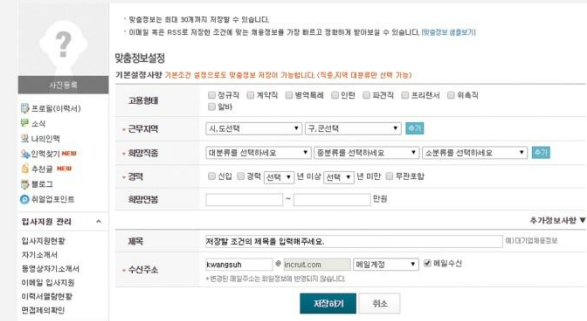 · 맞춤정보는 최대 30개까지 저장할 수 있습니다.
· 이메일 혹은 RSS로 저장한 조건에 맞는 채용정보를 가장 빠르고 정확하게 받아보실 수 있습니다. [맞춤정보 샘플보기]
?
사진등록
프로필(이력서)
소식
나의인맥
인맥찾기 NEW
추천글 NEW
블로그
취업업포인트
입사지원 관리
입사지원현황
자기소개서
동영상자기소개서
이메일 입사지원
이력서열람현황
면접제의확인
맞춤정보설정
기본설정사항 기본조건 설정으로도 맞춤정보 저장이 가능합니다. (직종,지역 대분류만 선택 가능)
고용형태 정규직 계약직 병역특례 인턴 파견직 프리랜서 위촉직
알바
근무지역 시,도선택 구,군선택 추가
희망직종 대분류를 선택하세요 중분류를 선택하세요 소분류를 선택하세요 추가
경력 신입 경력 선택 년 이상 선택 년 미만 무관포함
희망연봉 ~ 만원
추가정보사항 ▼
제목 저장할 조건의 제목을 입력해주세요. 예)대기업채용정보
수신주소 kwangsuh @ incruit.com 메일계정 메일수신
* 변경된 메일주소는 회원정보에 반영되지 않습니다.
저장하기 취소